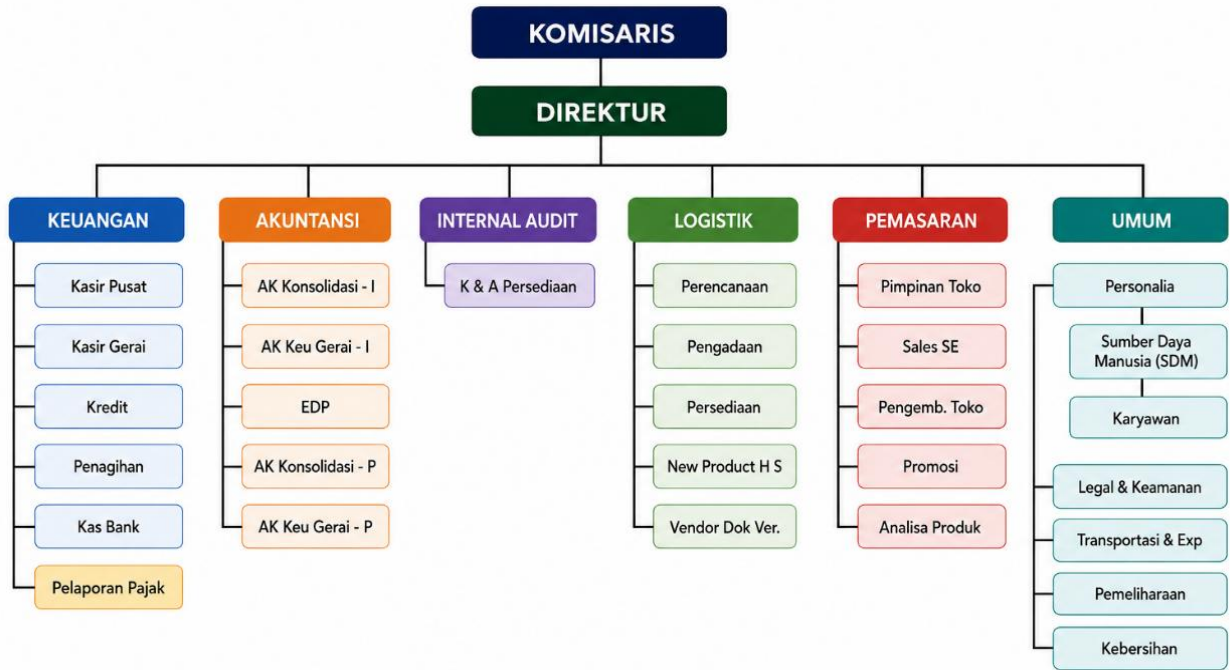 KOMISARIS
DIREKTUR
KEUANGAN
Kasir Pusat
Kasir Gerai
Kredit
Penagihan
Kas Bank
Pelaporan Pajak
AKUNTANSI
AK Konsolidasi - I
AK Keu Gerai - I
EDP
AK Konsolidasi - P
AK Keu Gerai - P
INTERNAL AUDIT
K & A Persediaan
LOGISTIK
Perencanaan
Pengadaan
Persediaan
New Product H S
Vendor Dok Ver.
PEMASARAN
Pimpinan Toko
Sales SE
Pengemb. Toko
Promosi
Analisa Produk
UMUM
Personalia
Sumber Daya
Manusia (SDM)
Karyawan
Legal & Keamanan
Transportasi & Exp
Pemeliharaan
Kebersihan